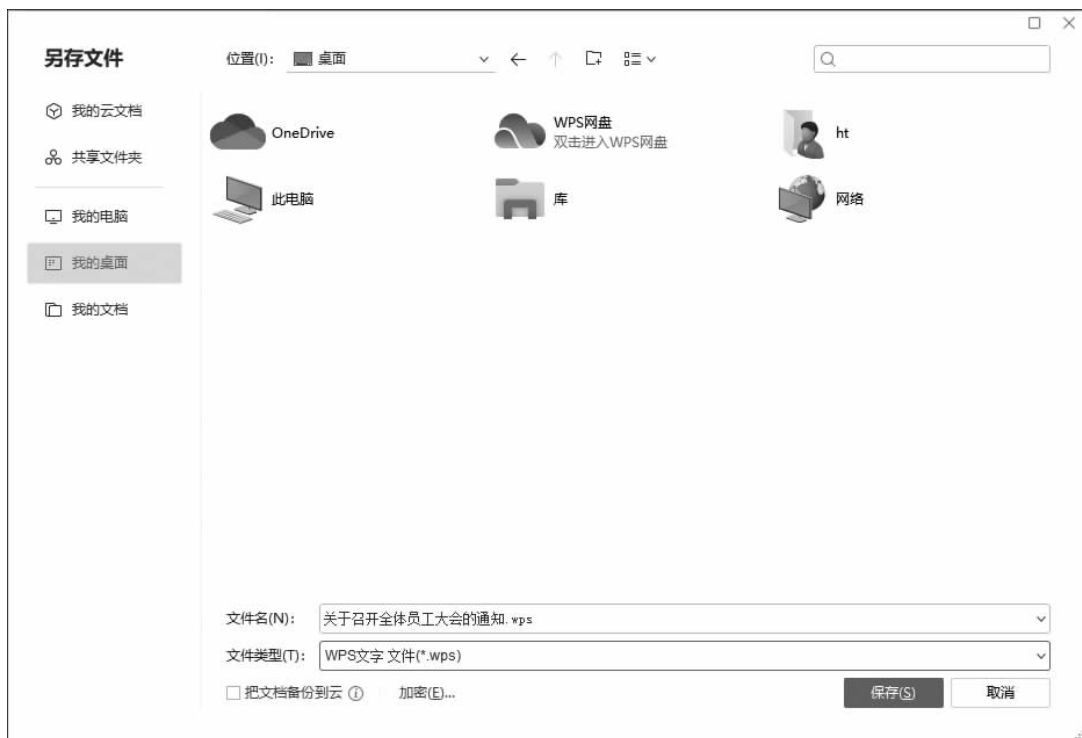 另存文件
位置(I): 桌面
我的云文档
共享文件夹
我的电脑
我的桌面
我的文档
OneDrive
WPS网盘
双击进入WPS网盘
ht
此电脑
库
网络
文件名(N): 关于召开全体员工大会的通知.wps
文件类型(T): WPS文字 文件(*.wps)
把文档备份到云 加密(E)... 保存(S) 取消